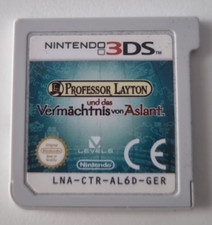 NINTENDO 3DS
PROFESSOR LAYTON
und das
Vermächtnis von Aslant
LEVEL5
Nintendo
CE
LNA-CTR-AL6D-GER